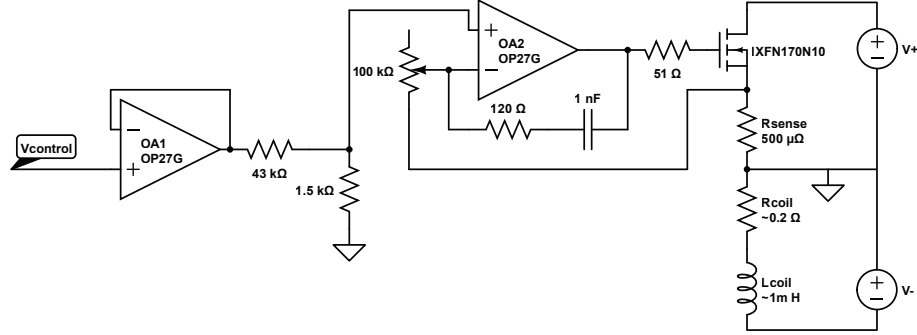 OA2
OP27G
IXFN170N10
V+
100 kΩ
51 Ω
120 Ω
1 nF
Rsense
500 μΩ
OA1
OP27G
Vcontrol
43 kΩ
1.5 kΩ
Rcoil
~0.2 Ω
Lcoil
~1m H
V-